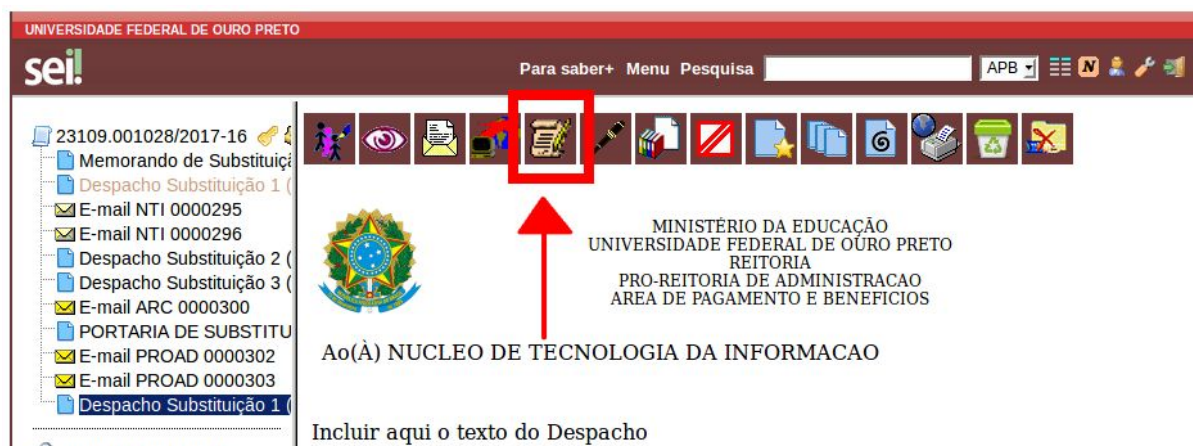 UNIVERSIDADE FEDERAL DE OURO PRETO
sei!
Para saber+ Menu Pesquisa
APB
N
23109.001028/2017-16
Memorando de Substituiçã
Despacho Substituição 1 (
E-mail NTI 0000295
E-mail NTI 0000296
Despacho Substituição 2 (
Despacho Substituição 3 (
E-mail ARC 0000300
PORTARIA DE SUBSTITU
E-mail PROAD 0000302
E-mail PROAD 0000303
Despacho Substituição 1 (
MINISTÉRIO DA EDUCAÇÃO
UNIVERSIDADE FEDERAL DE OURO PRETO
REITORIA
PRO-REITORIA DE ADMINISTRACAO
AREA DE PAGAMENTO E BENEFICIOS
Ao(À) NUCLEO DE TECNOLOGIA DA INFORMACAO
Incluir aqui o texto do Despacho